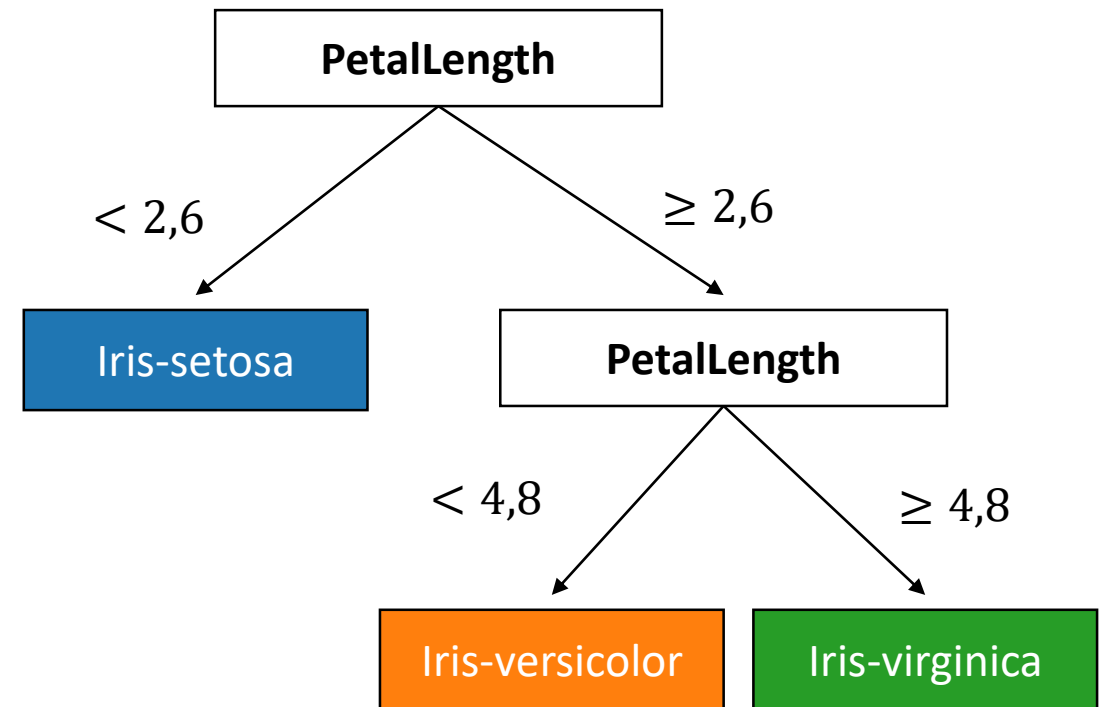 PetalLength
< 2,6
≥ 2,6
Iris-setosa
PetalLength
< 4,8
≥ 4,8
Iris-versicolor
Iris-virginica